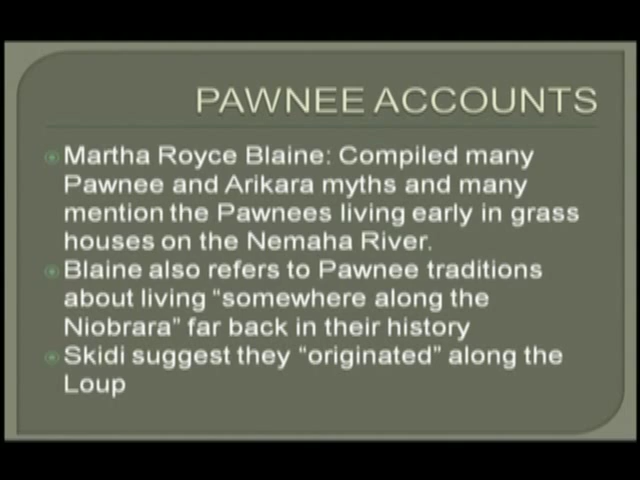 PAWNEE ACCOUNTS
Martha Royce Blaine: Compiled many
Pawnee and Arikara myths and many
mention the Pawnees living early in grass
houses on the Nemaha River.
Blaine also refers to Pawnee traditions
about living “somewhere along the
Niobrara” far back in their history
Skidi suggest they “originated” along the
Loup